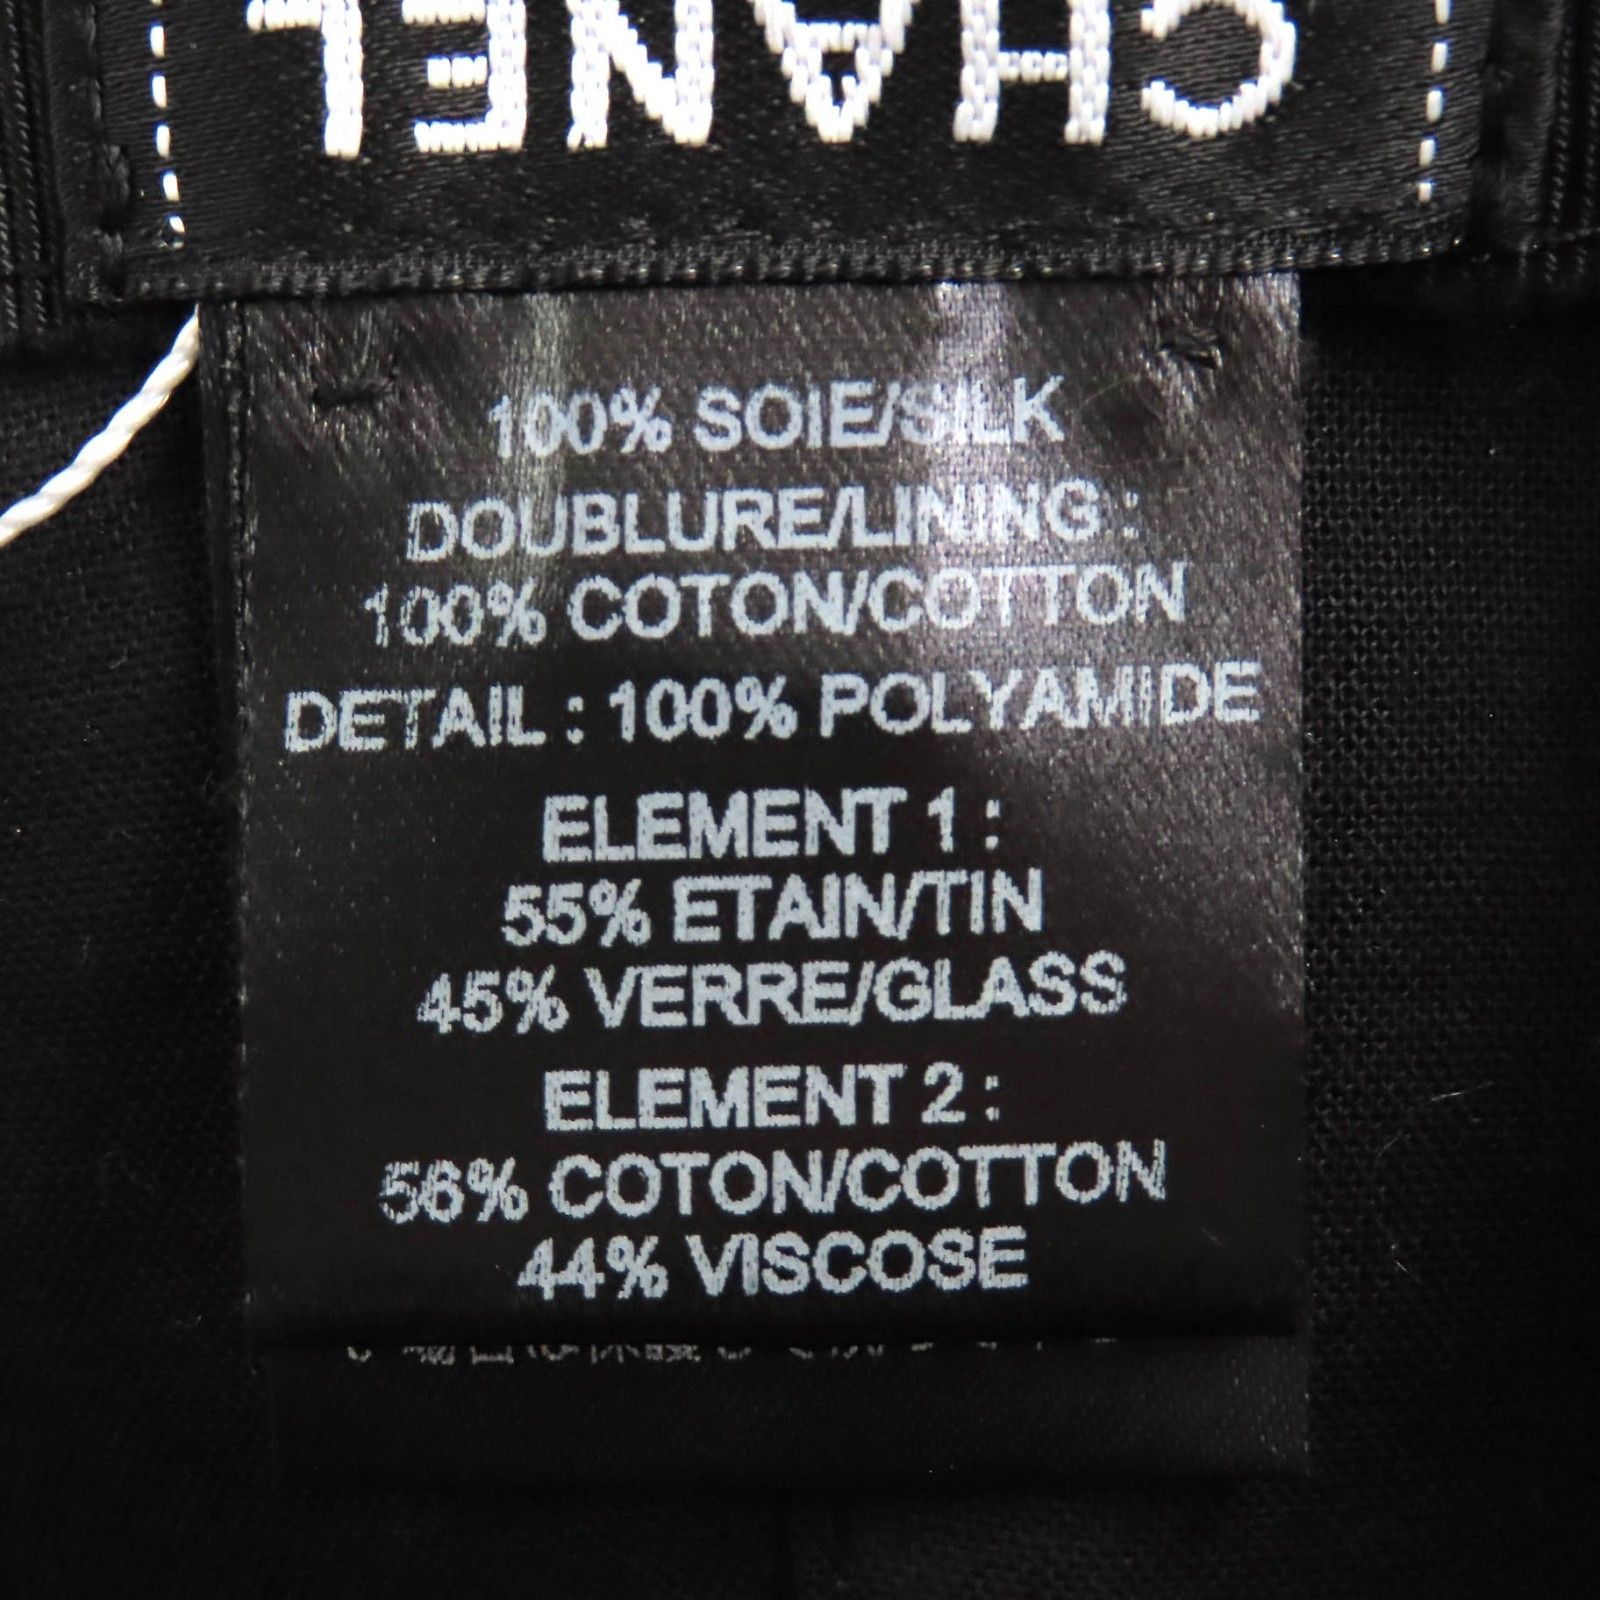 CHANEL
100% SOIE/SILK
DOUBLURE/LINING :
100% COTON/COTTON
DETAIL : 100% POLYAMIDE
ELEMENT 1 :
55% ETAIN/TIN
45% VERRE/GLASS
ELEMENT 2 :
56% COTON/COTTON
44% VISCOSE